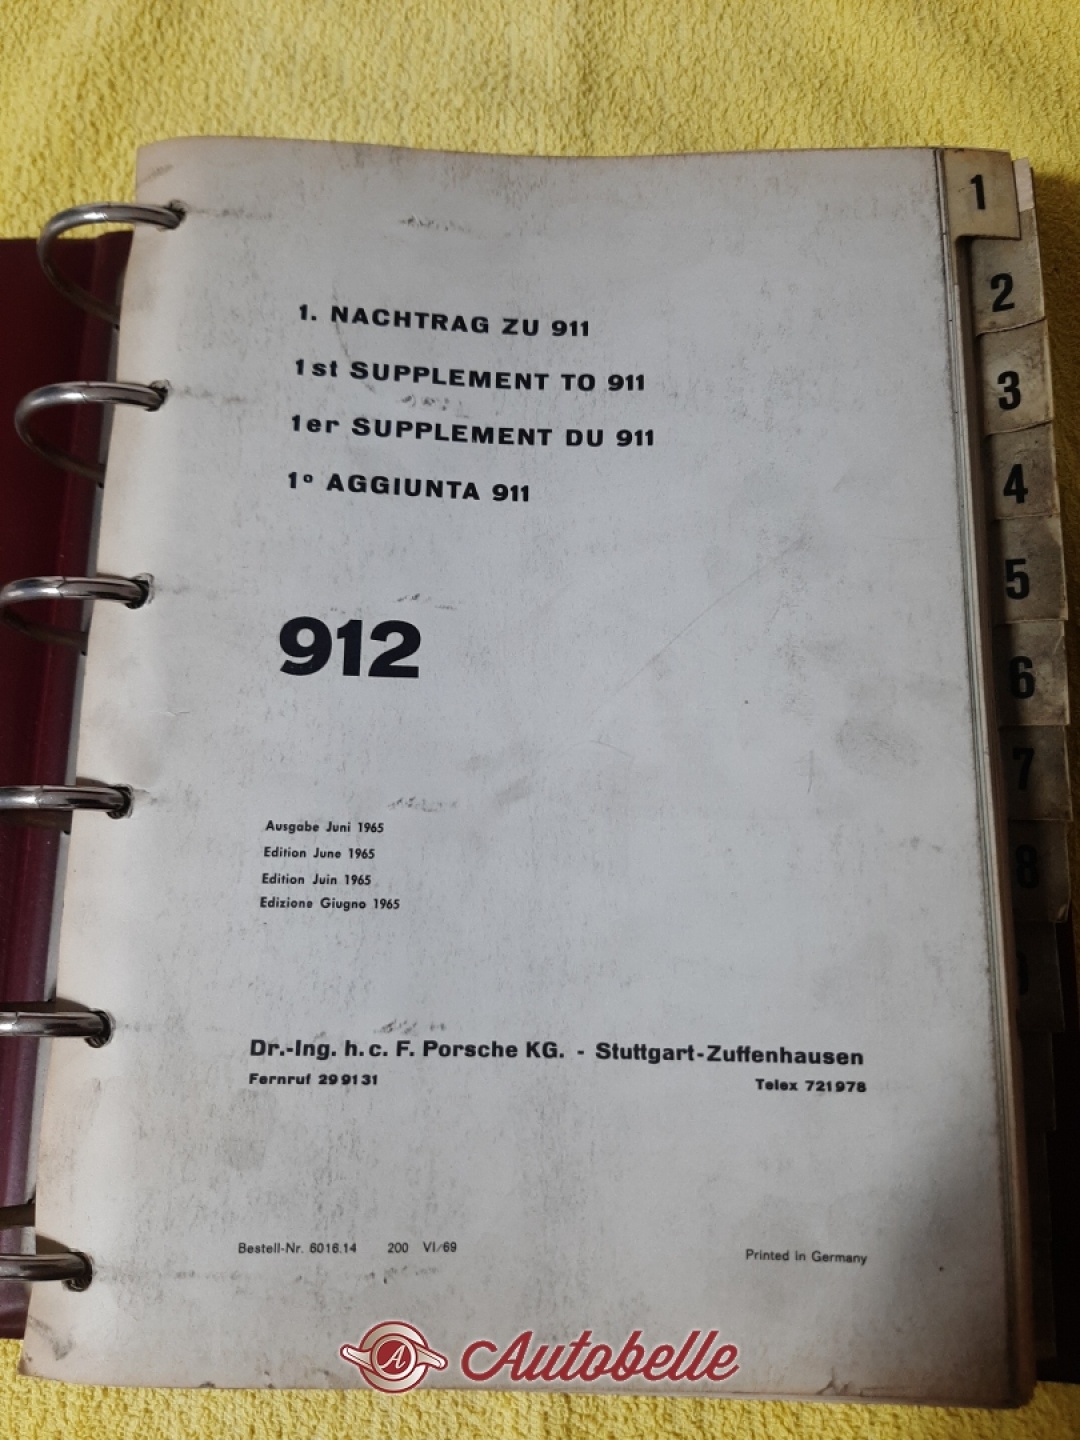 1. NACHTRAG ZU 911
1st SUPPLEMENT TO 911
1er SUPPLEMENT DU 911
1º AGGIUNTA 911
912
Ausgabe Juni 1965
Edition June 1965
Edition Juin 1965
Edizione Giugno 1965
Dr.-Ing. h. c. F. Porsche KG. - Stuttgart-Zuffenhausen
Fernruf 29 91 31 Telex 721978
Bestell-Nr. 6016.14 200 VI/69 Printed in Germany
1
2
3
4
5
6
7
8
A Autobelle